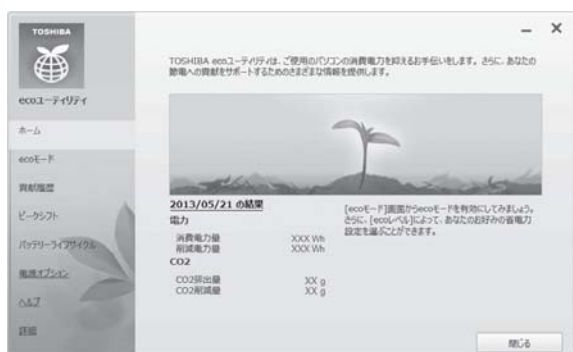 TOSHIBA
ecoユーティリティ
ホーム
ecoモード
貢献履歴
ピークシフト
バッテリーライフサイクル
電源オプション
ヘルプ
詳細
TOSHIBA ecoユーティリティは、ご使用のパソコンの消費電力を抑えるお手伝いをします。さらに、あなたの
節電への貢献をサポートするためのさまざまな情報を提供します。
2013/05/21 の結果
電力
消費電力量 XXX Wh
削減電力量 XXX Wh
CO2
CO2排出量 XX g
CO2削減量 XX g
[ecoモード]画面からecoモードを有効にしてみましょう。
さらに、[ecoレベル]によって、あなたのお好みの省電力
設定を選ぶことができます。
閉じる